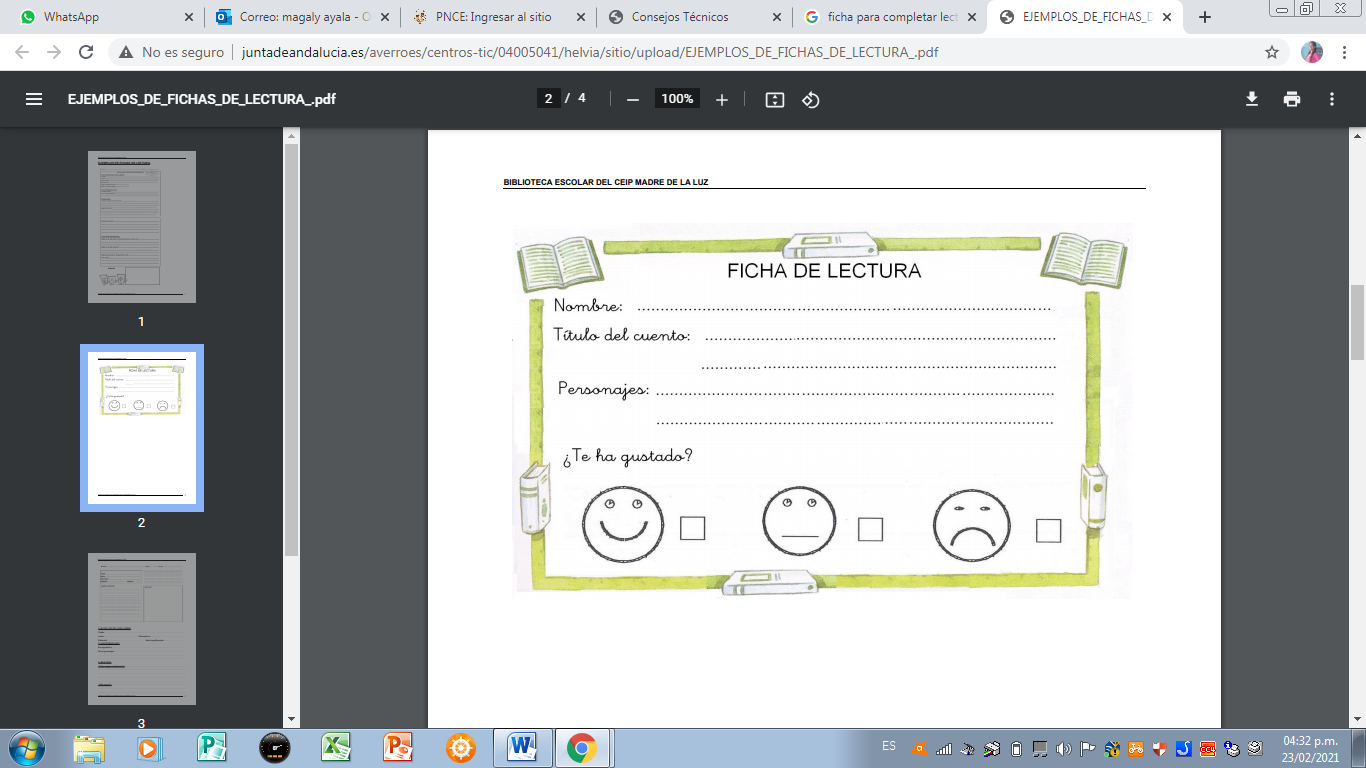 WhatsApp
Correo: magaly ayala - O
PNCE: Ingresar al sitio
Consejos Técnicos
ficha para completar lect
EJEMPLOS_DE_FICHAS_D
No es seguro
juntadeandalucia.es/averroes/centros-tic/04005041/helvia/sitio/upload/EJEMPLOS_DE_FICHAS_DE_LECTURA_.pdf
EJEMPLOS_DE_FICHAS_DE_LECTURA_.pdf
2 / 4
100%
1
2
3
BIBLIOTECA ESCOLAR DEL CEIP MADRE DE LA LUZ
FICHA DE LECTURA
Nombre:
Título del cuento:
Personajes:
¿Te ha gustado?
ES
04:32 p.m.
23/02/2021